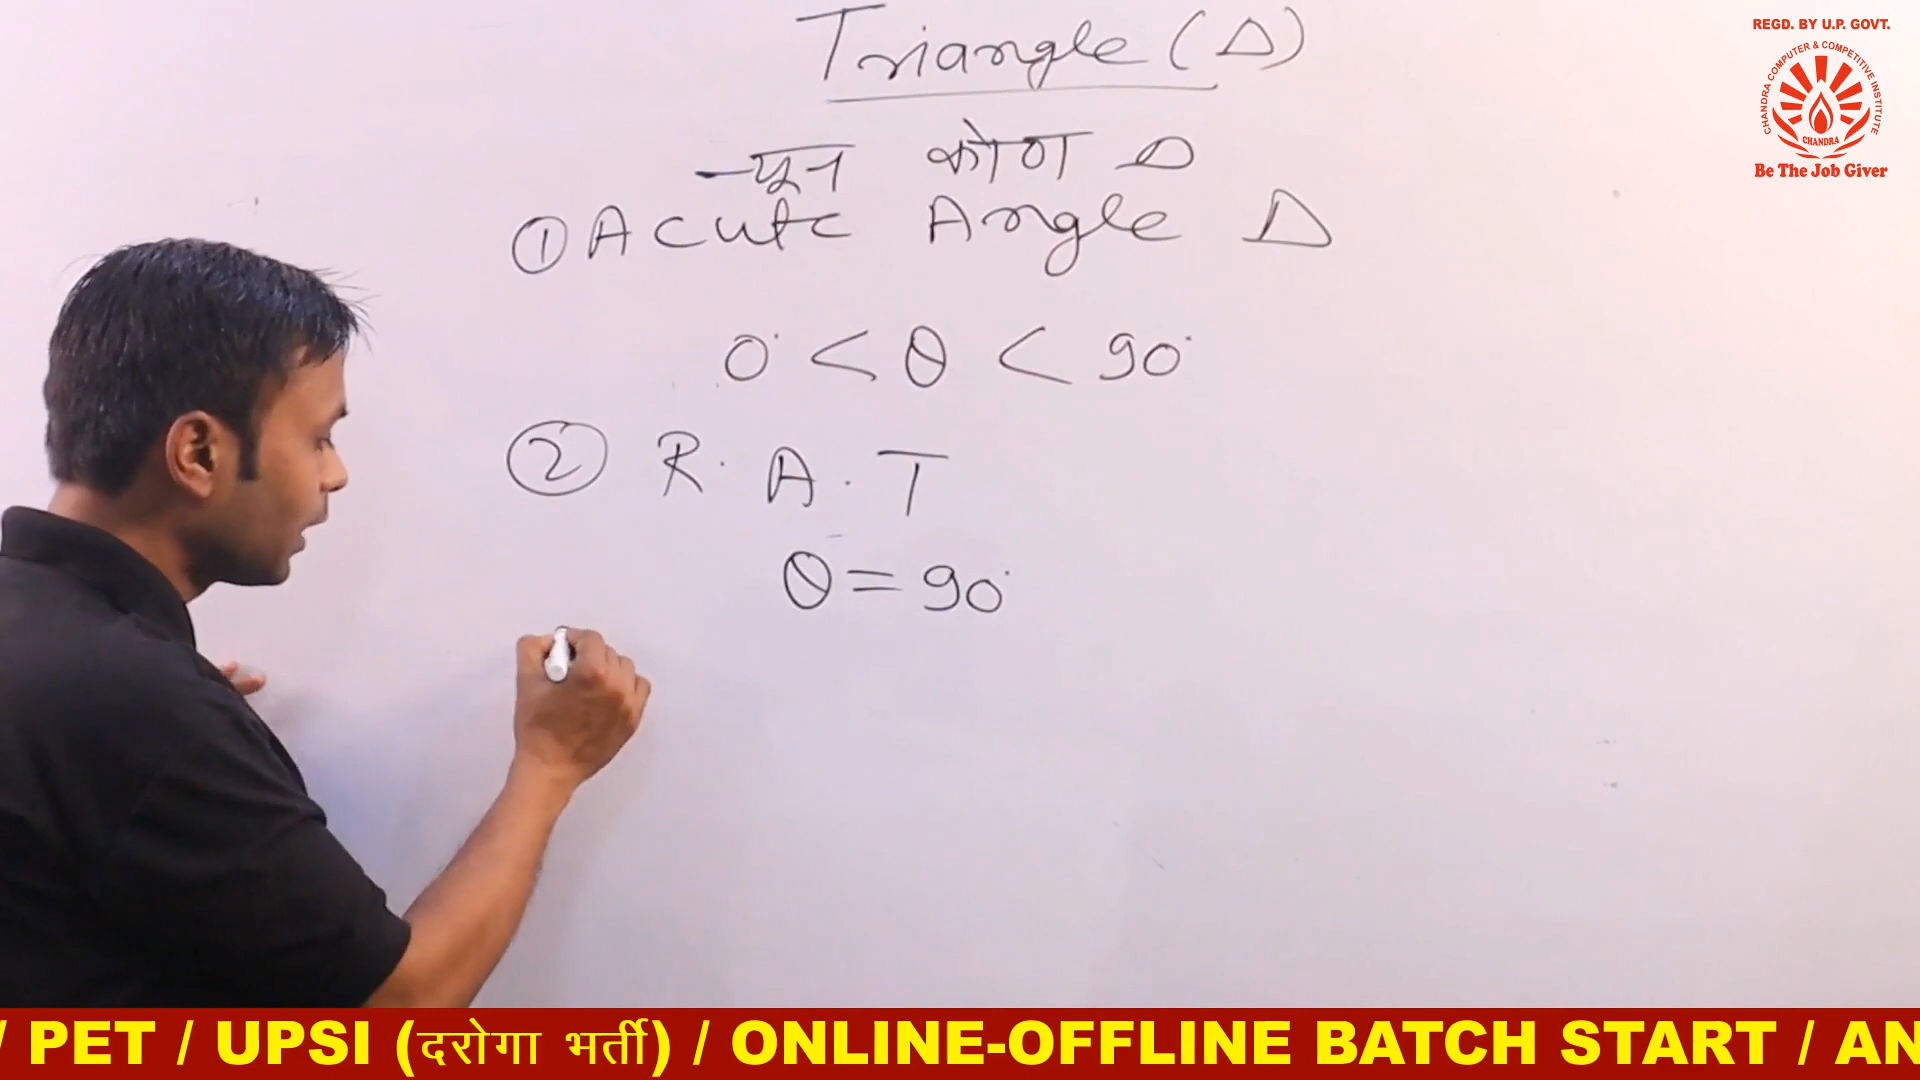 Triangle (Δ)
न्यून कोण Δ
① Acute Angle Δ
0° < θ < 90°
② R. A. T
θ = 90°
REGD. BY U.P. GOVT.
CHANDRA COMPUTER & COMPETITIVE INSTITUTE
CHANDRA
Be The Job Giver
/ PET / UPSI (दरोगा भर्ती) / ONLINE-OFFLINE BATCH START / AN